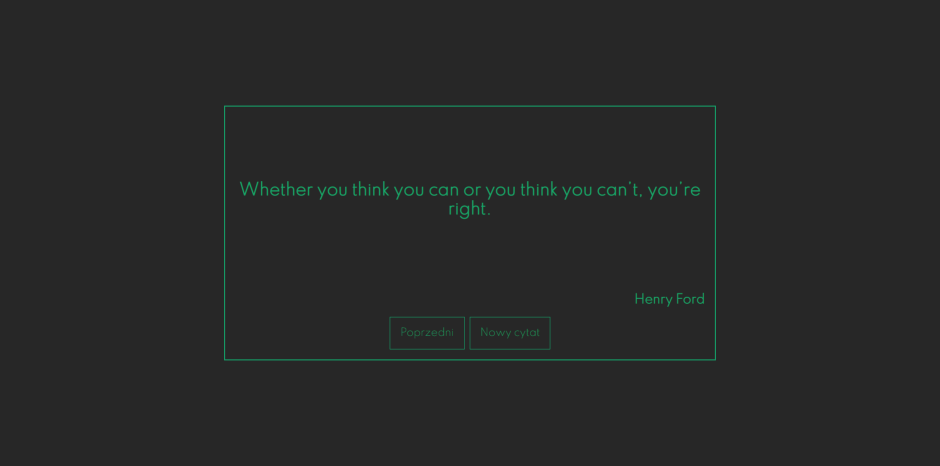 Whether you think you can or you think you can't, you're
right.
Henry Ford
Poprzedni
Nowy cytat